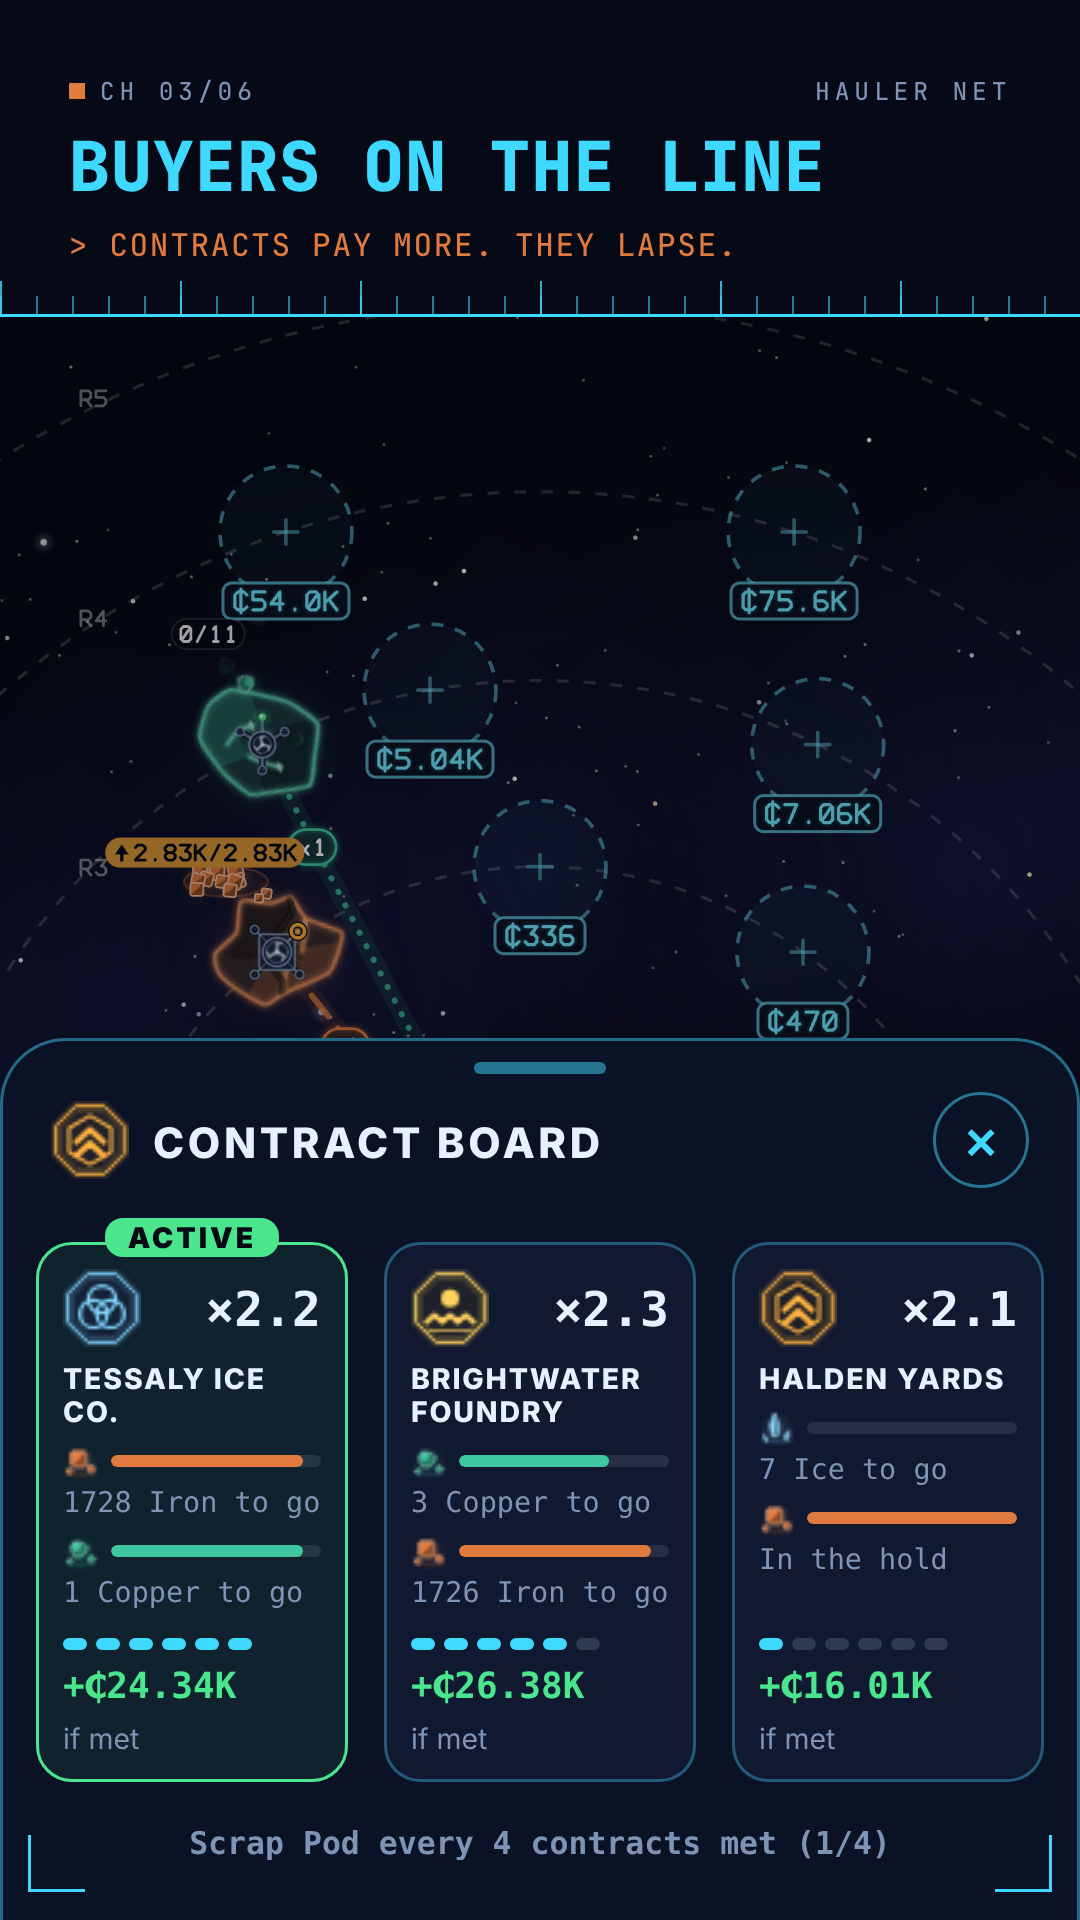 CH 03/06
HAULER NET
BUYERS ON THE LINE
> CONTRACTS PAY MORE. THEY LAPSE.
R5
₵54.0K
₵75.6K
R4
0/11
₵5.04K
₵7.06K
2.83K/2.83K
x1
R3
₵336
₵470
CONTRACT BOARD
×
ACTIVE
×2.2
TESSALY ICE
CO.
1728 Iron to go
1 Copper to go
+₵24.34K
if met
×2.3
BRIGHTWATER
FOUNDRY
3 Copper to go
1726 Iron to go
+₵26.38K
if met
×2.1
HALDEN YARDS
7 Ice to go
In the hold
+₵16.01K
if met
Scrap Pod every 4 contracts met (1/4)